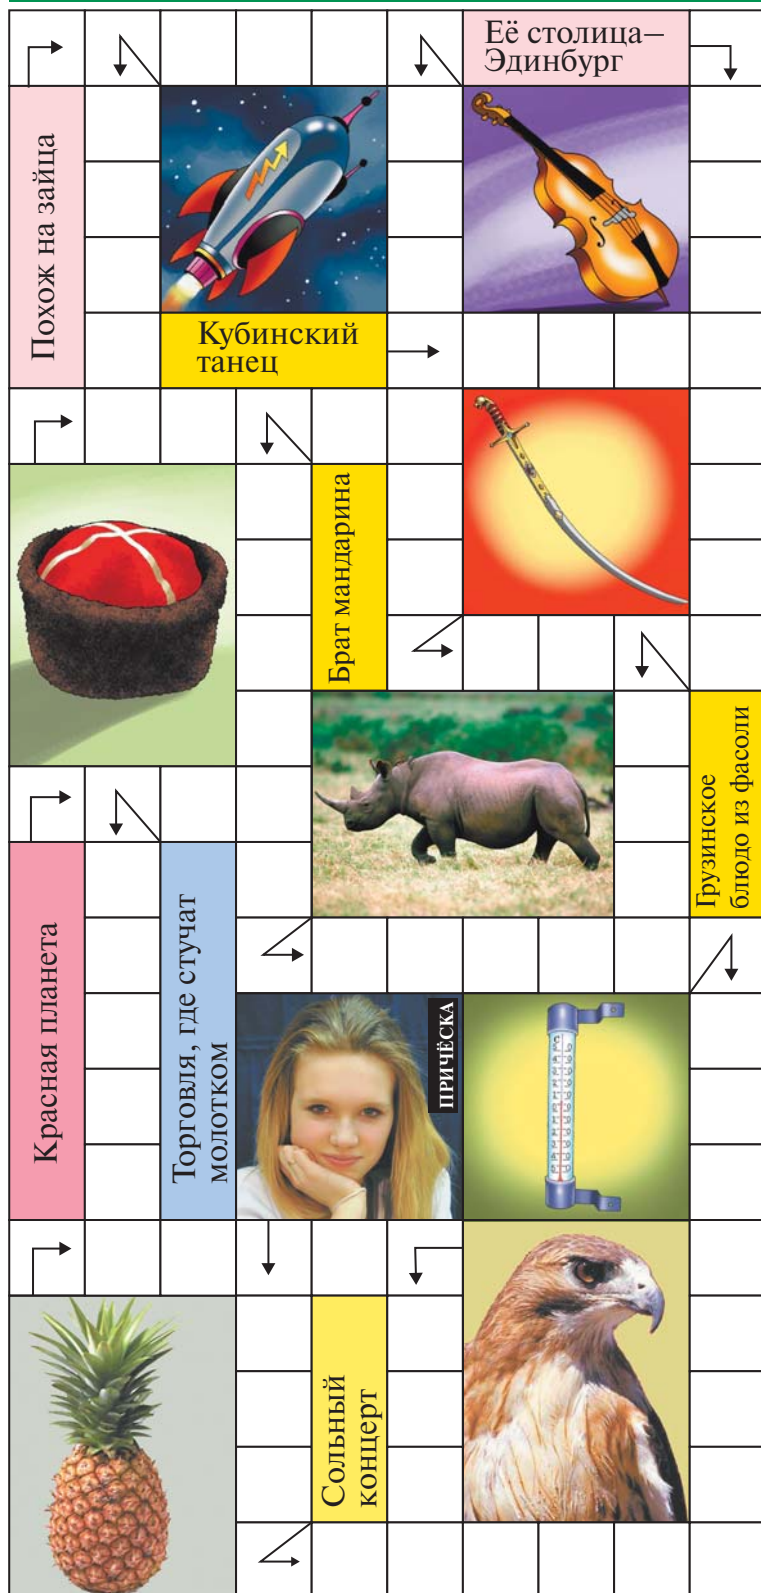 Её столица–
Эдинбург
Похож на зайца
Кубинский
танец
Брат мандарина
Грузинское
блюдо из фасоли
Красная планета
Торговля, где стучат
молотком
ПРИЧЁСКА
Сольный
концерт